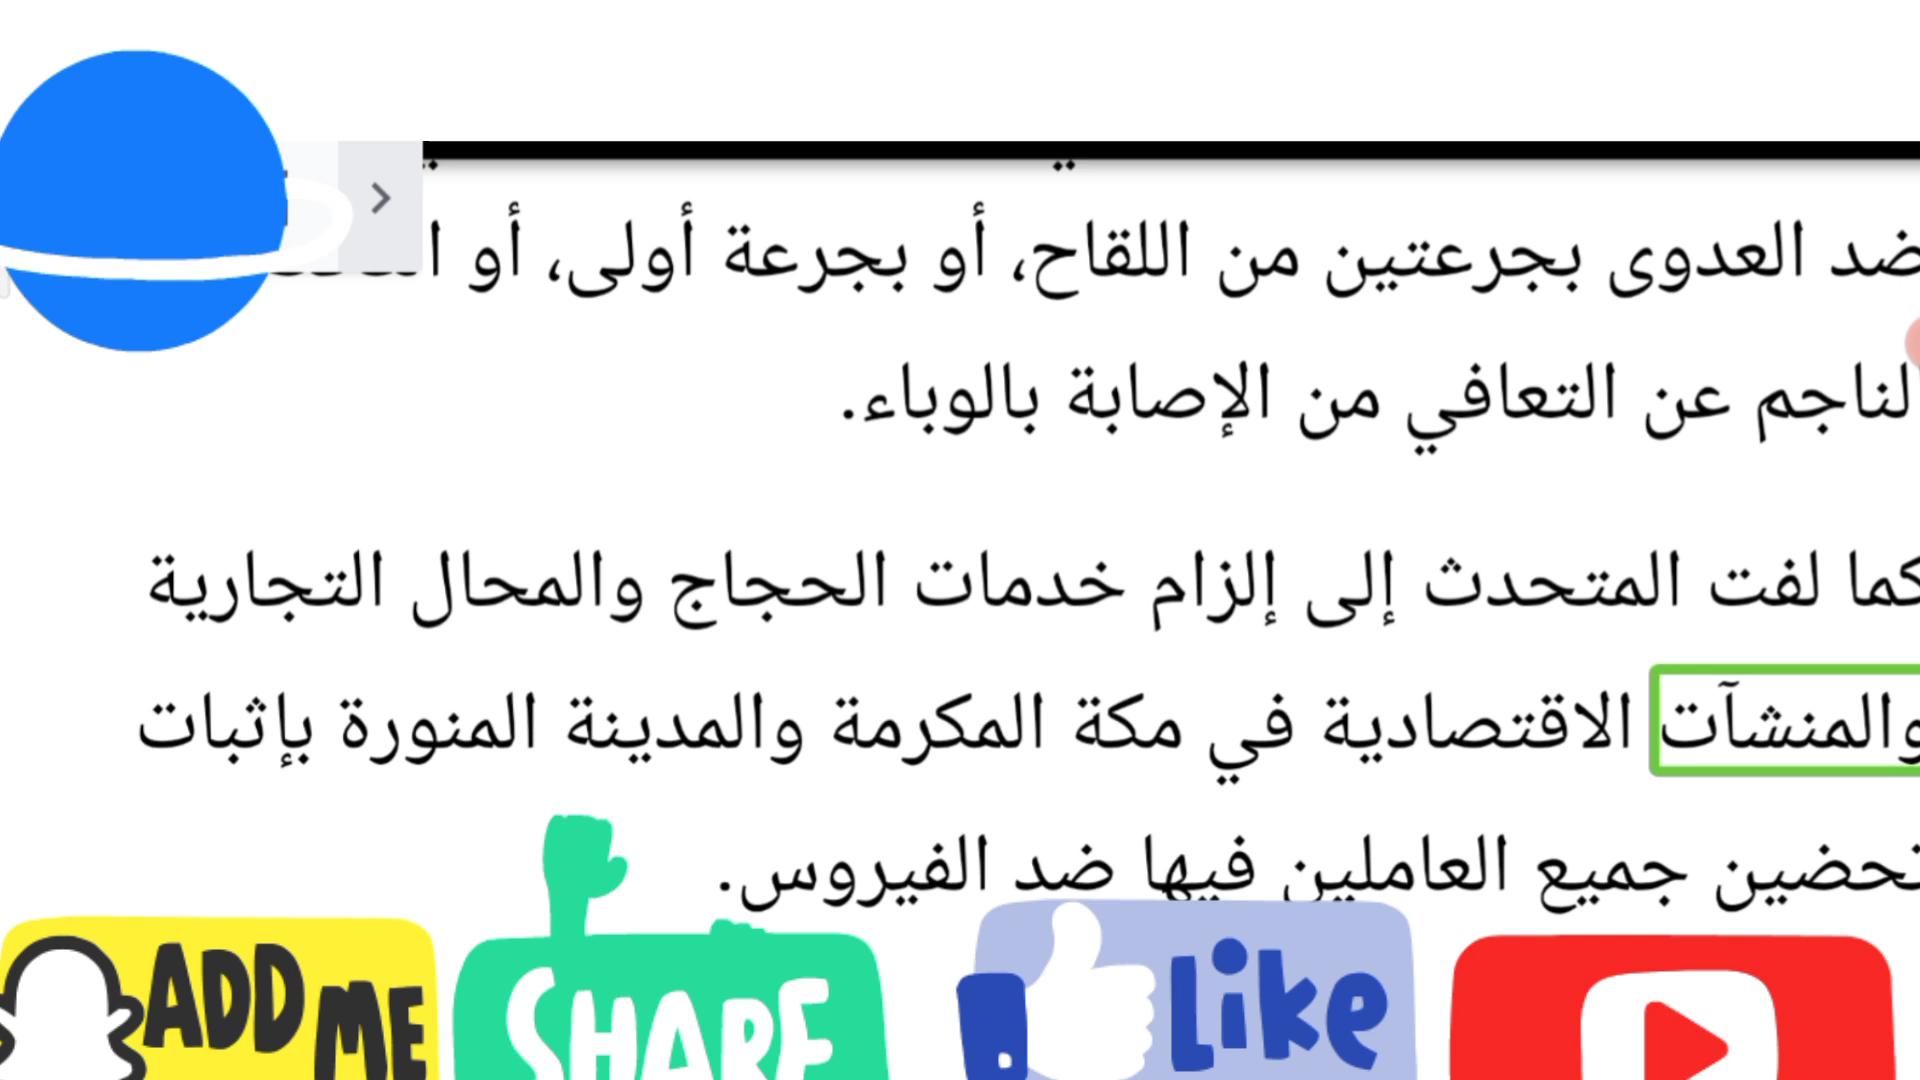 ضد العدوى بجرعتين من اللقاح، أو بجرعة أولى، أو
لناجم عن التعافي من الإصابة بالوباء.
كما لفت المتحدث إلى إلزام خدمات الحجاج والمحال التجارية
والمنشآت الاقتصادية في مكة المكرمة والمدينة المنورة بإثبات
تحضين جميع العاملين فيها ضد الفيروس.
ADD ME
SHARE
Like